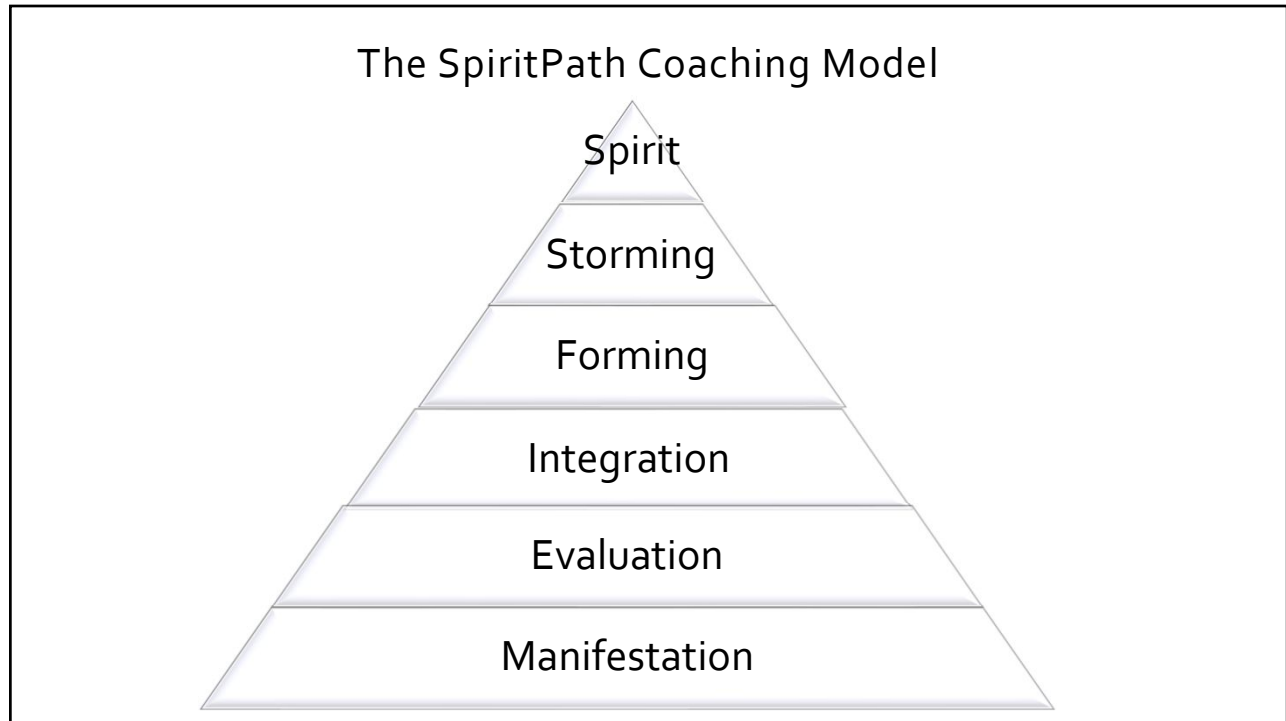 The SpiritPath Coaching Model
Spirit
Storming
Forming
Integration
Evaluation
Manifestation